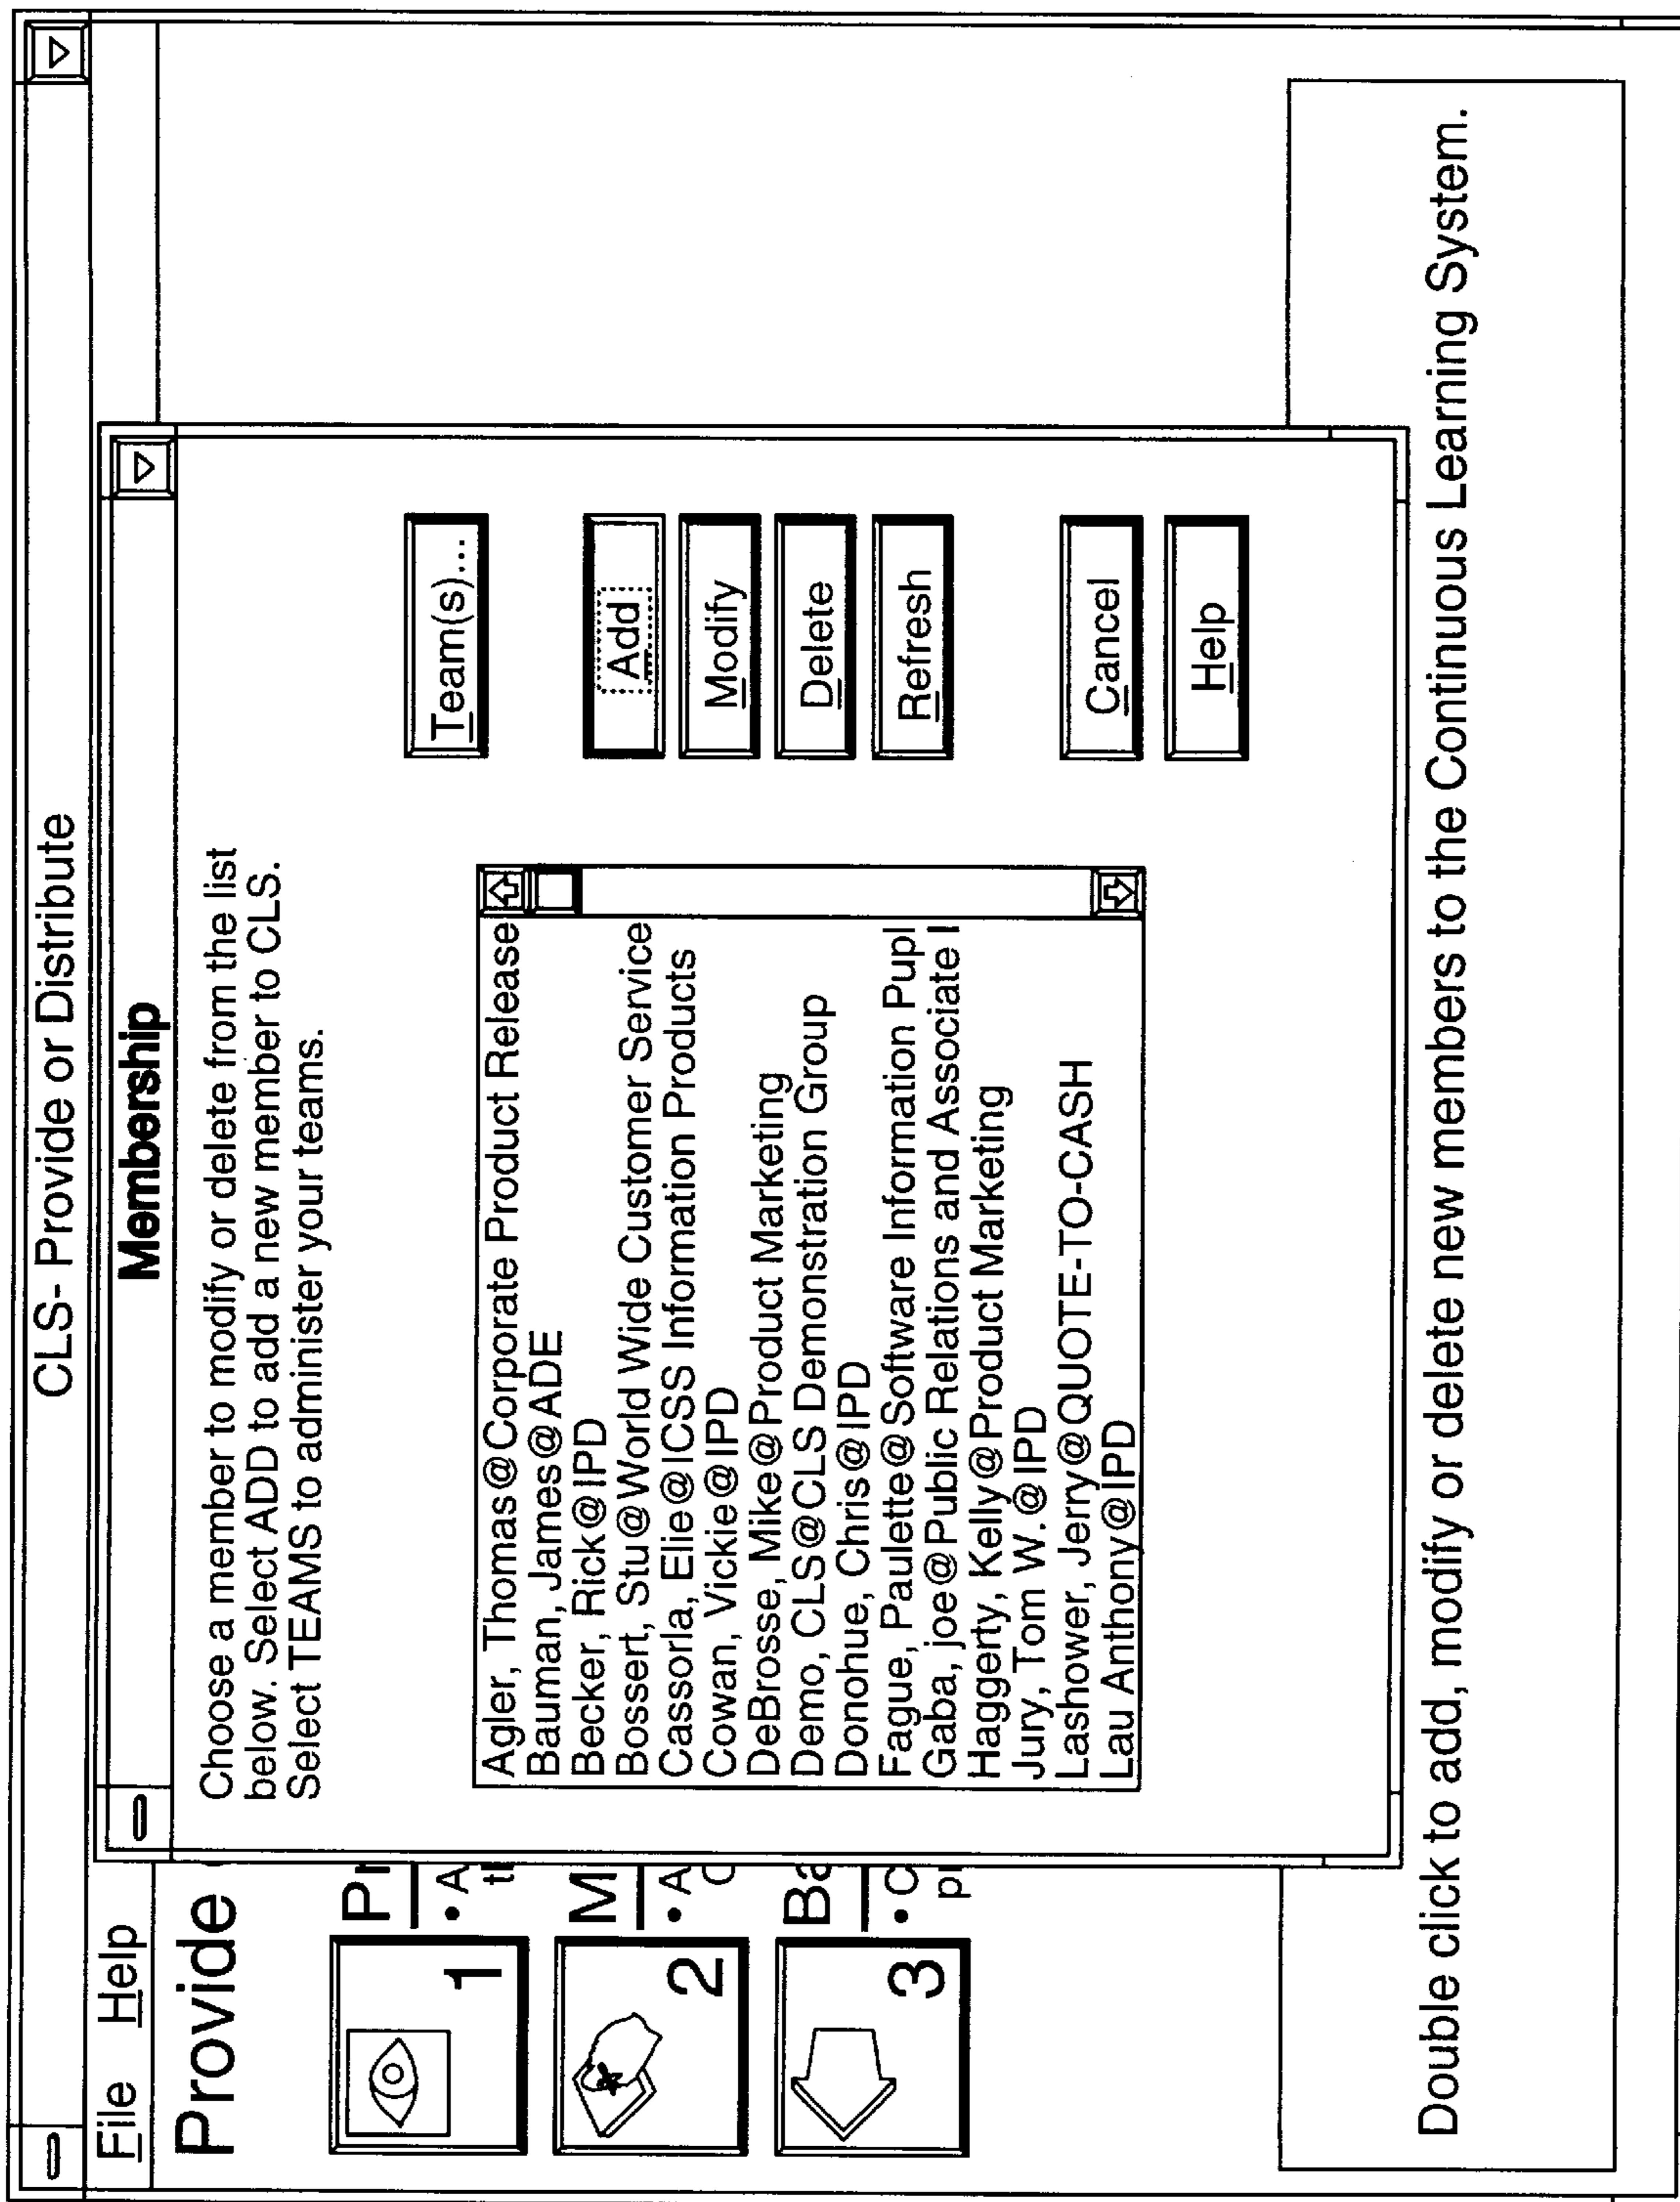 CLS- Provide or Distribute
File Help
Provide
1
2
3
Membership
Choose a member to modify or delete from the list
below. Select ADD to add a new member to CLS.
Select TEAMS to administer your teams.
Agler, Thomas@Corporate Product Release
Bauman, James@ADE
Becker, Rick@IPD
Bossert, Stu@World Wide Customer Service
Cassorla, Elie@ICSS Information Products
Cowan, Vickie@IPD
DeBrosse, Mike@Product Marketing
Demo, CLS@CLS Demonstration Group
Donohue, Chris@IPD
Fague, Paulette@Software Information Pupl
Gaba, joe@Public Relations and Associate
Haggerty, Kelly@Product Marketing
Jury, Tom W.@IPD
Lashower, Jerry@QUOTE-TO-CASH
Lau Anthony@IPD
Team(s)...
Add
Modify
Delete
Refresh
Cancel
Help
Double click to add, modify or delete new members to the Continuous Learning System.